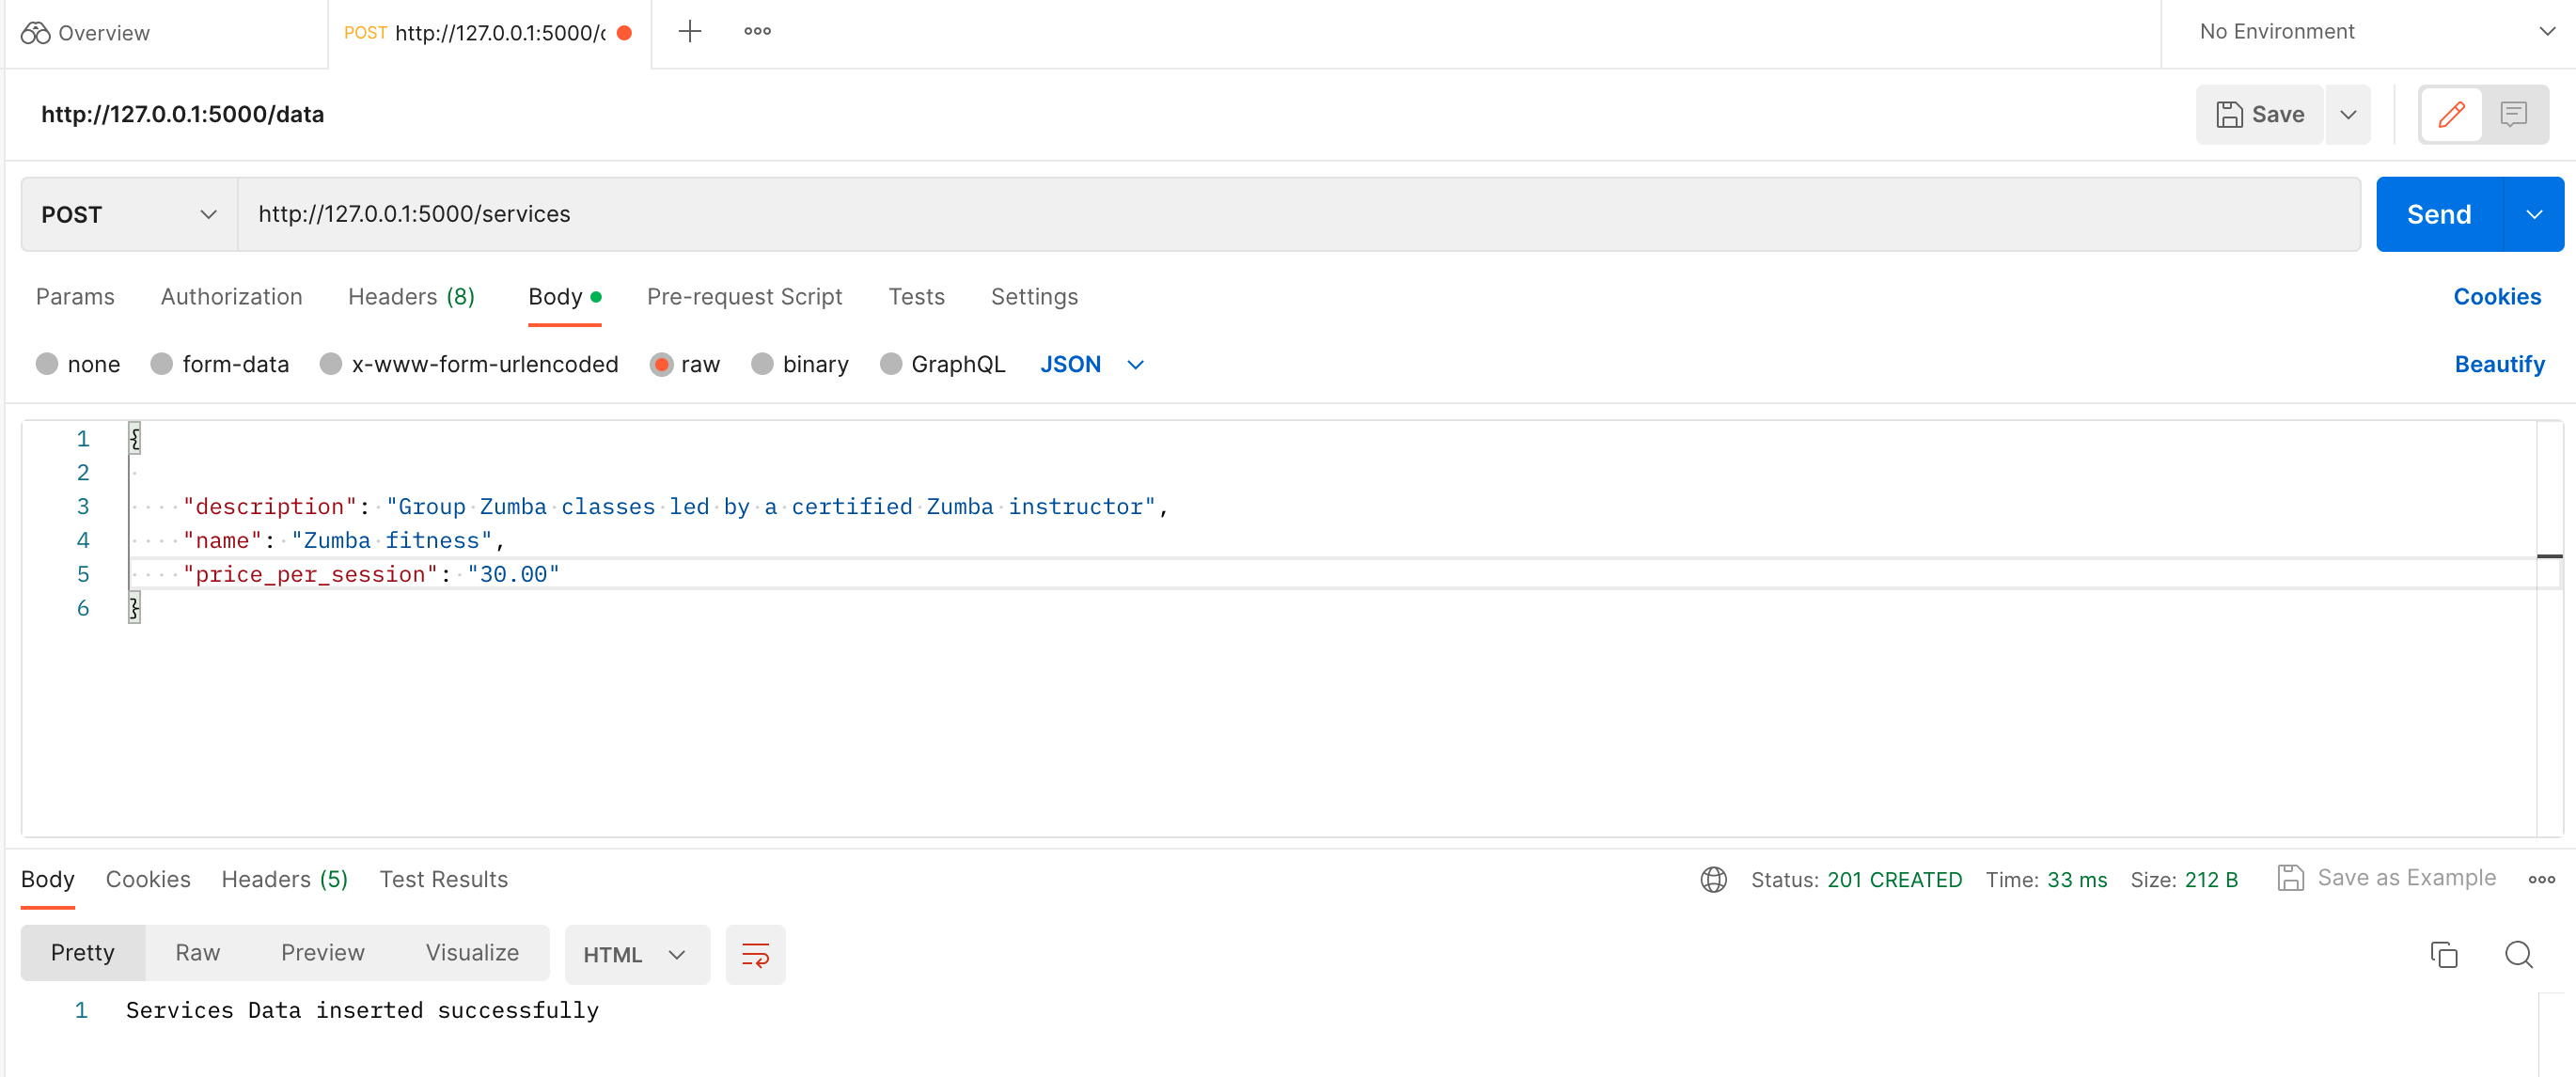 Overview POST http://127.0.0.1:5000/ No Environment
http://127.0.0.1:5000/data Save
POST http://127.0.0.1:5000/services Send
Params Authorization Headers (8) Body Pre-request Script Tests Settings Cookies
none form-data x-www-form-urlencoded raw binary GraphQL JSON Beautify
1 {
2
3 "description": "Group Zumba classes led by a certified Zumba instructor",
4 "name": "Zumba fitness",
5 "price_per_session": "30.00"
6 }
Body Cookies Headers (5) Test Results Status: 201 CREATED Time: 33 ms Size: 212 B Save as Example
Pretty Raw Preview Visualize HTML
1 Services Data inserted successfully